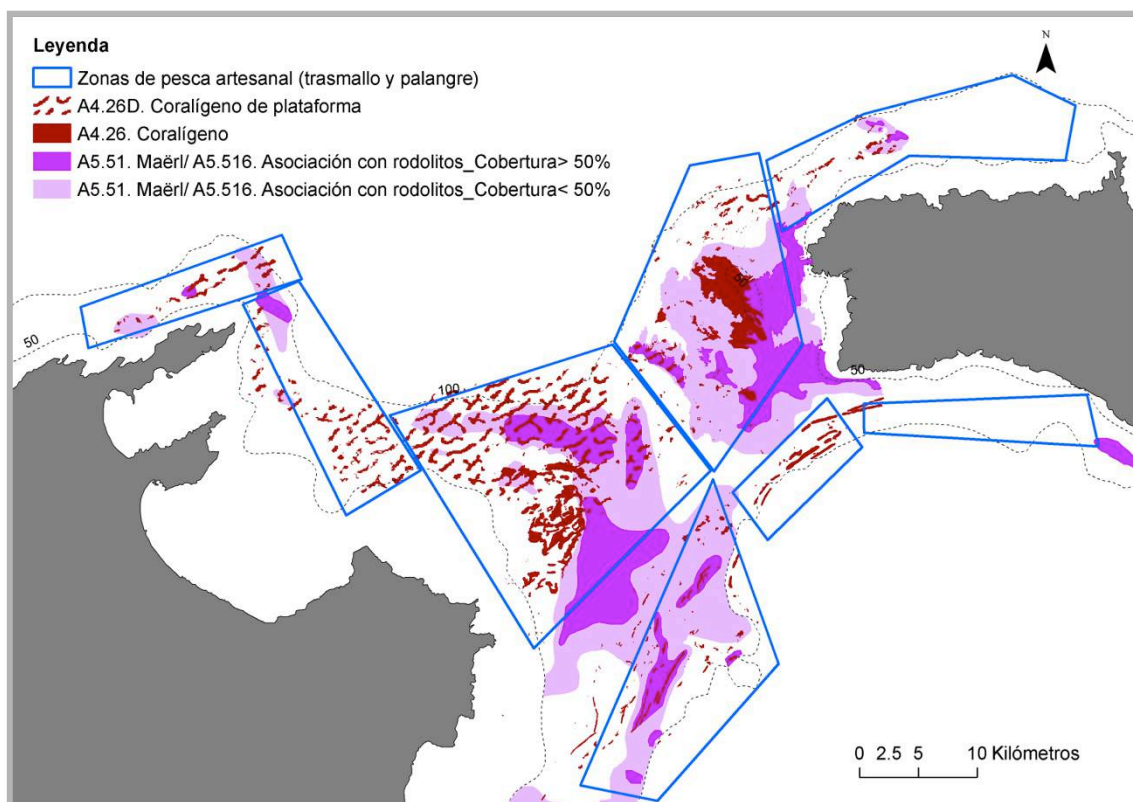 Leyenda
Zonas de pesca artesanal (trasmallo y palangre)
A4.26D. Coralígeno de plataforma
A4.26. Coralígeno
A5.51. Maërl/ A5.516. Asociación con rodolitos_Cobertura> 50%
A5.51. Maërl/ A5.516. Asociación con rodolitos_Cobertura< 50%
N
50
50
50
100
0 2.5 5 10 Kilómetros